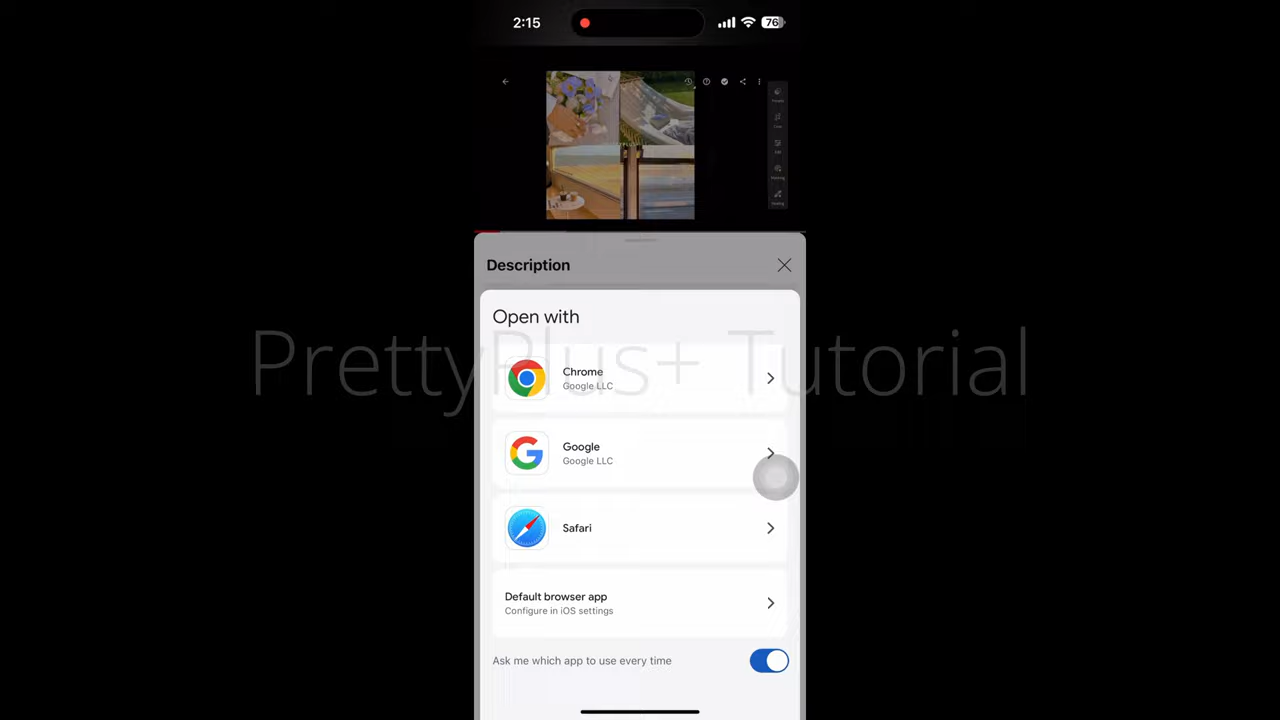 2:15
76
Description
Open with
PrettyPlus+ Tutorial
Chrome
Google LLC
Google
Google LLC
Safari
Default browser app
Configure in iOS settings
Ask me which app to use every time